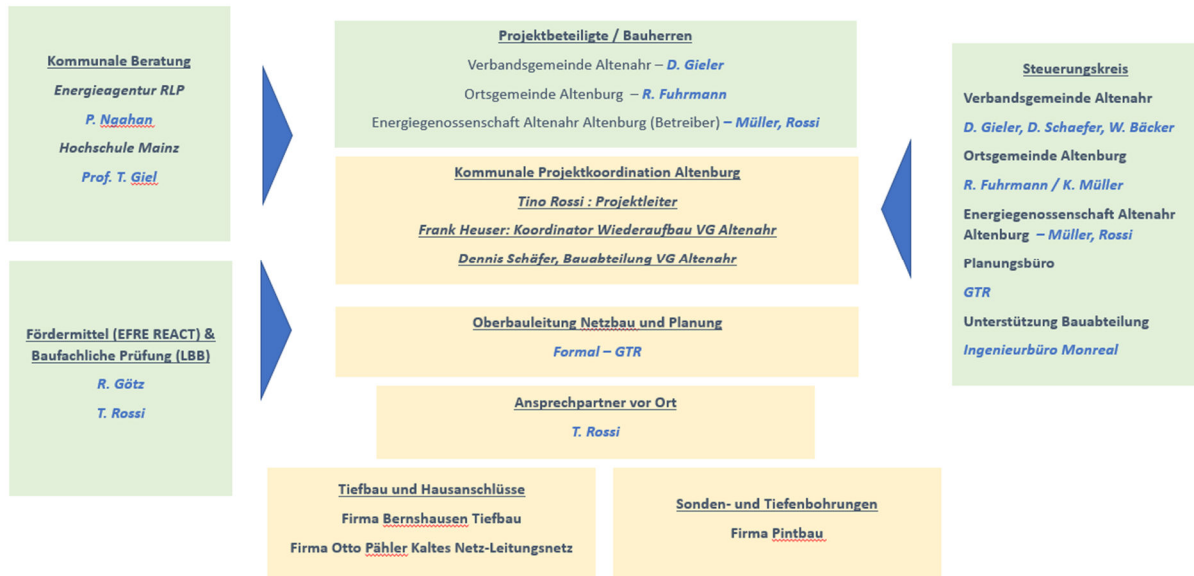 Kommunale Beratung
Energieagentur RLP
P. Ngahan
Hochschule Mainz
Prof. T. Giel
Fördermittel (EFRE REACT) &
Baufachliche Prüfung (LBB)
R. Götz
T. Rossi
Projektbeteiligte / Bauherren
Verbandsgemeinde Altenahr – D. Gieler
Ortsgemeinde Altenburg – R. Fuhrmann
Energiegenossenschaft Altenahr Altenburg (Betreiber) – Müller, Rossi
Kommunale Projektkoordination Altenburg
Tino Rossi : Projektleiter
Frank Heuser: Koordinator Wiederaufbau VG Altenahr
Dennis Schäfer, Bauabteilung VG Altenahr
Oberbauleitung Netzbau und Planung
Formal – GTR
Ansprechpartner vor Ort
T. Rossi
Tiefbau und Hausanschlüsse
Firma Bernshausen Tiefbau
Firma Otto Pähler Kaltes Netz-Leitungsnetz
Sonden- und Tiefenbohrungen
Firma Pintbau
Steuerungskreis
Verbandsgemeinde Altenahr
D. Gieler, D. Schaefer, W. Bäcker
Ortsgemeinde Altenburg
R. Fuhrmann / K. Müller
Energiegenossenschaft Altenahr
Altenburg – Müller, Rossi
Planungsbüro
GTR
Unterstützung Bauabteilung
Ingenieurbüro Monreal